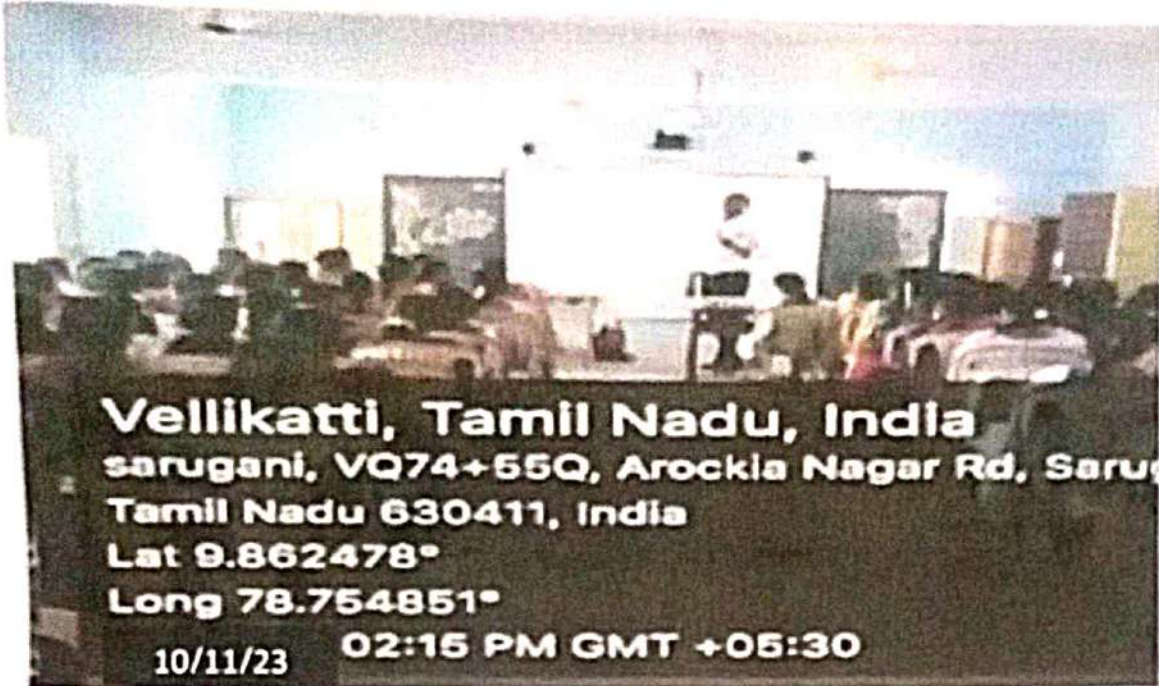 Vellikatti, Tamil Nadu, India
sarugani, VQ74+55Q, Arockia Nagar Rd, Sarug
Tamil Nadu 630411, India
Lat 9.862478°
Long 78.754851°
10/11/23 02:15 PM GMT +05:30